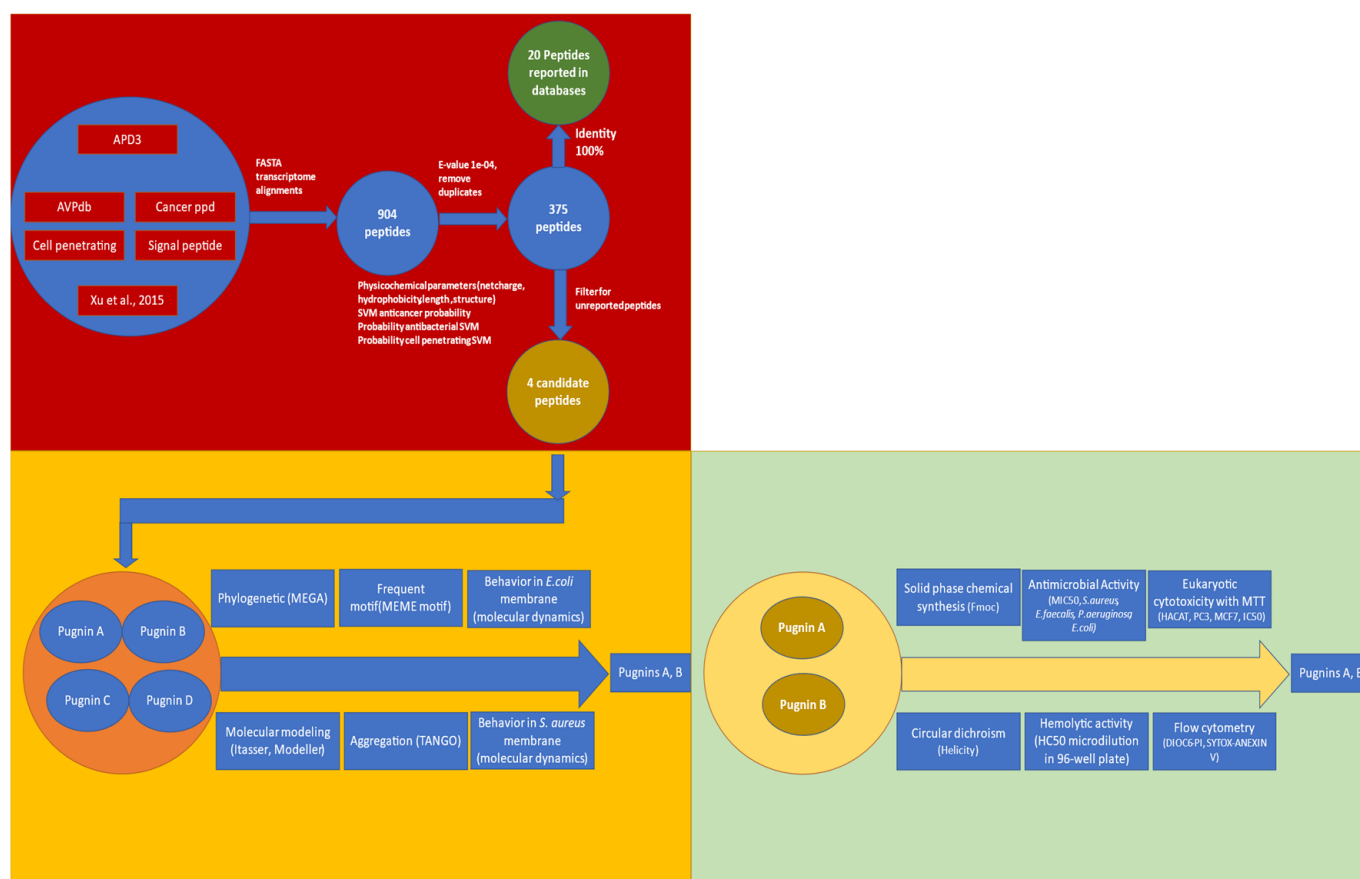 20 Peptides
reported in
databases
Identity
100%
APD3
AVPdb
Cancer ppd
Cell penetrating
Signal peptide
Xu et al., 2015
FASTA
transcriptome
alignments
904
peptides
E-value 1e-04,
remove
duplicates
375
peptides
Physicochemical parameters (netcharge,
hydrophobicity,length ,structure)
SVM anticancer probability
Probability antibacterial SVM
Probability cell penetrating SVM
Filter for
unreported peptides
4 candidate
peptides
Pugnin A
Pugnin B
Pugnin C
Pugnin D
Phylogenetic (MEGA)
Frequent
motif(MEME motif)
Behavior in E.coli
membrane
(molecular dynamics)
Pugnins A, B
Molecular modeling
(Itasser, Modeller)
Aggregation (TANGO)
Behavior in S. aureus
membrane
(molecular dynamics)
Pugnin A
Pugnin B
Solid phase chemical
synthesis (Fmoc)
Antimicrobial Activity
(MIC50, S.aureus,
E.faecalis, P.aeruginosa
E.coli)
Eukaryotic
cytotoxicity with MTT
(HACAT, PC3, MCF7, IC50)
Pugnins A, B
Circular dichroism
(Helicity)
Hemolytic activity
(HC50 microdilution
in 96-well plate)
Flow cytometry
(DIOC6-PI, SYTOX-ANEXIN
V)